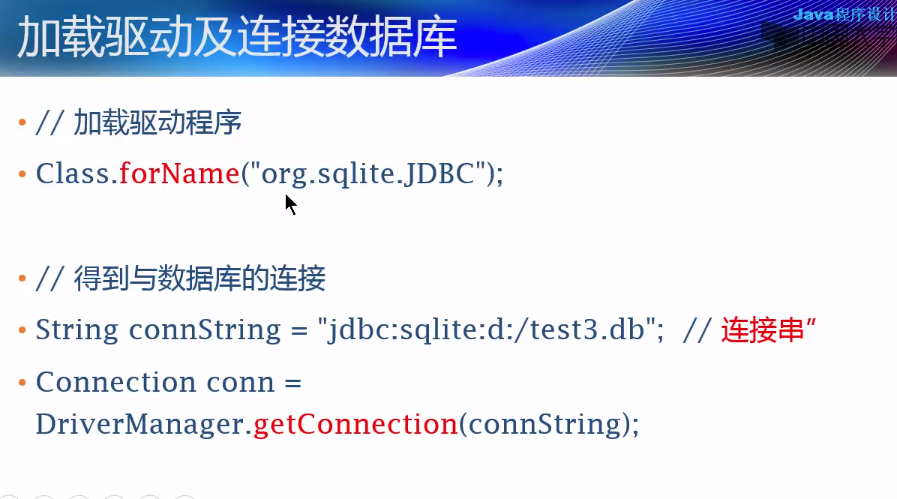 Java程序设计
加载驱动及连接数据库
• // 加载驱动程序
• Class.forName("org.sqlite.JDBC");
• // 得到与数据库的连接
• String connString = "jdbc:sqlite:d:/test3.db"; // 连接串”
• Connection conn =
DriverManager.getConnection(connString);